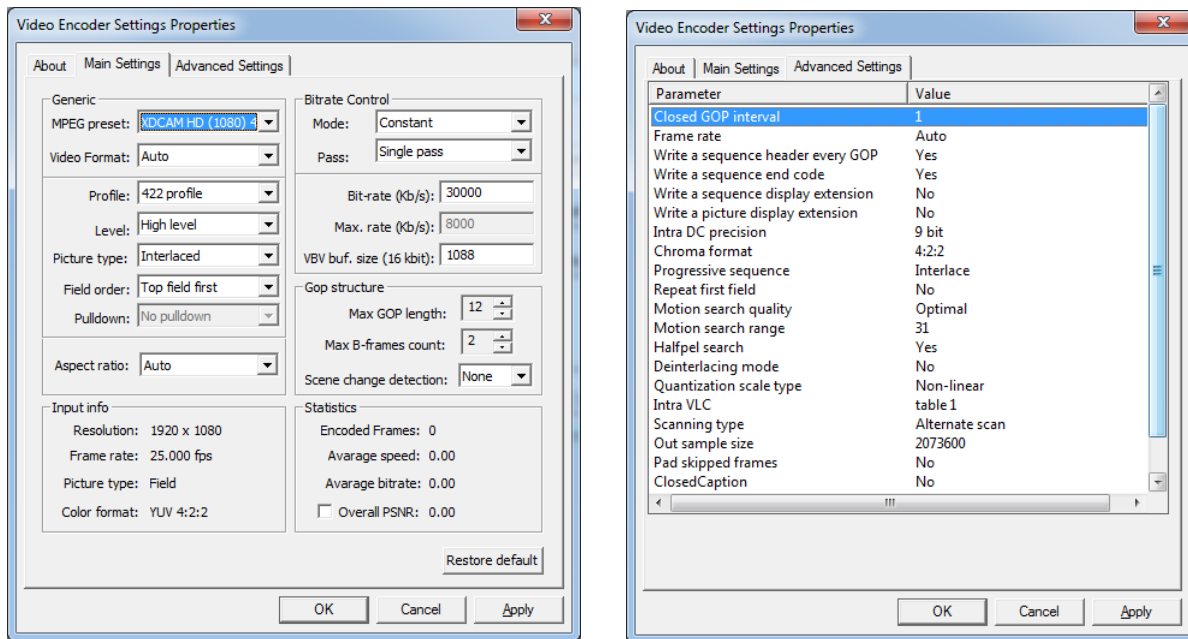 Video Encoder Settings Properties
About Main Settings Advanced Settings
Generic
MPEG preset: XDCAM HD (1080) 4
Video Format: Auto
Profile: 422 profile
Level: High level
Picture type: Interlaced
Field order: Top field first
Pulldown: No pulldown
Aspect ratio: Auto
Input info
Resolution: 1920 x 1080
Frame rate: 25.000 fps
Picture type: Field
Color format: YUV 4:2:2
Bitrate Control
Mode: Constant
Pass: Single pass
Bit-rate (Kb/s): 30000
Max. rate (Kb/s): 8000
VBV buf. size (16 kbit): 1088
Gop structure
Max GOP length: 12
Max B-frames count: 2
Scene change detection: None
Statistics
Encoded Frames: 0
Avarage speed: 0.00
Avarage bitrate: 0.00
Overall PSNR: 0.00
Restore default
OK Cancel Apply
Video Encoder Settings Properties
About Main Settings Advanced Settings
Parameter Value
Closed GOP interval 1
Frame rate Auto
Write a sequence header every GOP Yes
Write a sequence end code Yes
Write a sequence display extension No
Write a picture display extension No
Intra DC precision 9 bit
Chroma format 4:2:2
Progressive sequence Interlace
Repeat first field No
Motion search quality Optimal
Motion search range 31
Halfpel search Yes
Deinterlacing mode No
Quantization scale type Non-linear
Intra VLC table 1
Scanning type Alternate scan
Out sample size 2073600
Pad skipped frames No
ClosedCaption No
OK Cancel Apply